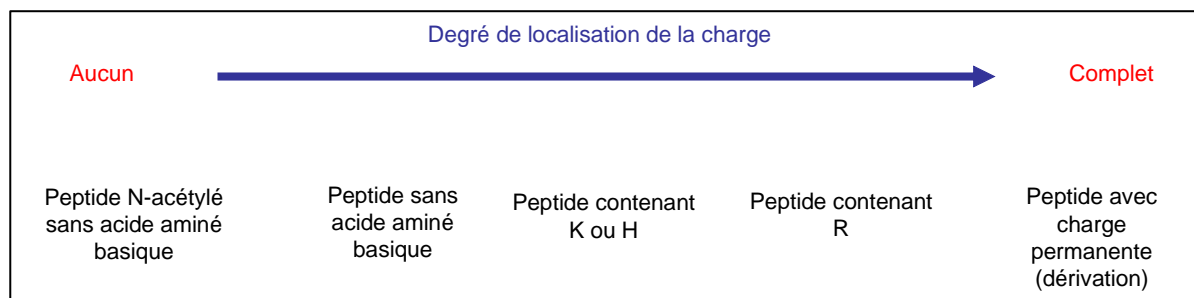 Degré de localisation de la charge
Aucun
Complet
Peptide N-acétylé
sans acide aminé
basique
Peptide sans
acide aminé
basique
Peptide contenant
K ou H
Peptide contenant
R
Peptide avec
charge
permanente
(dérivation)